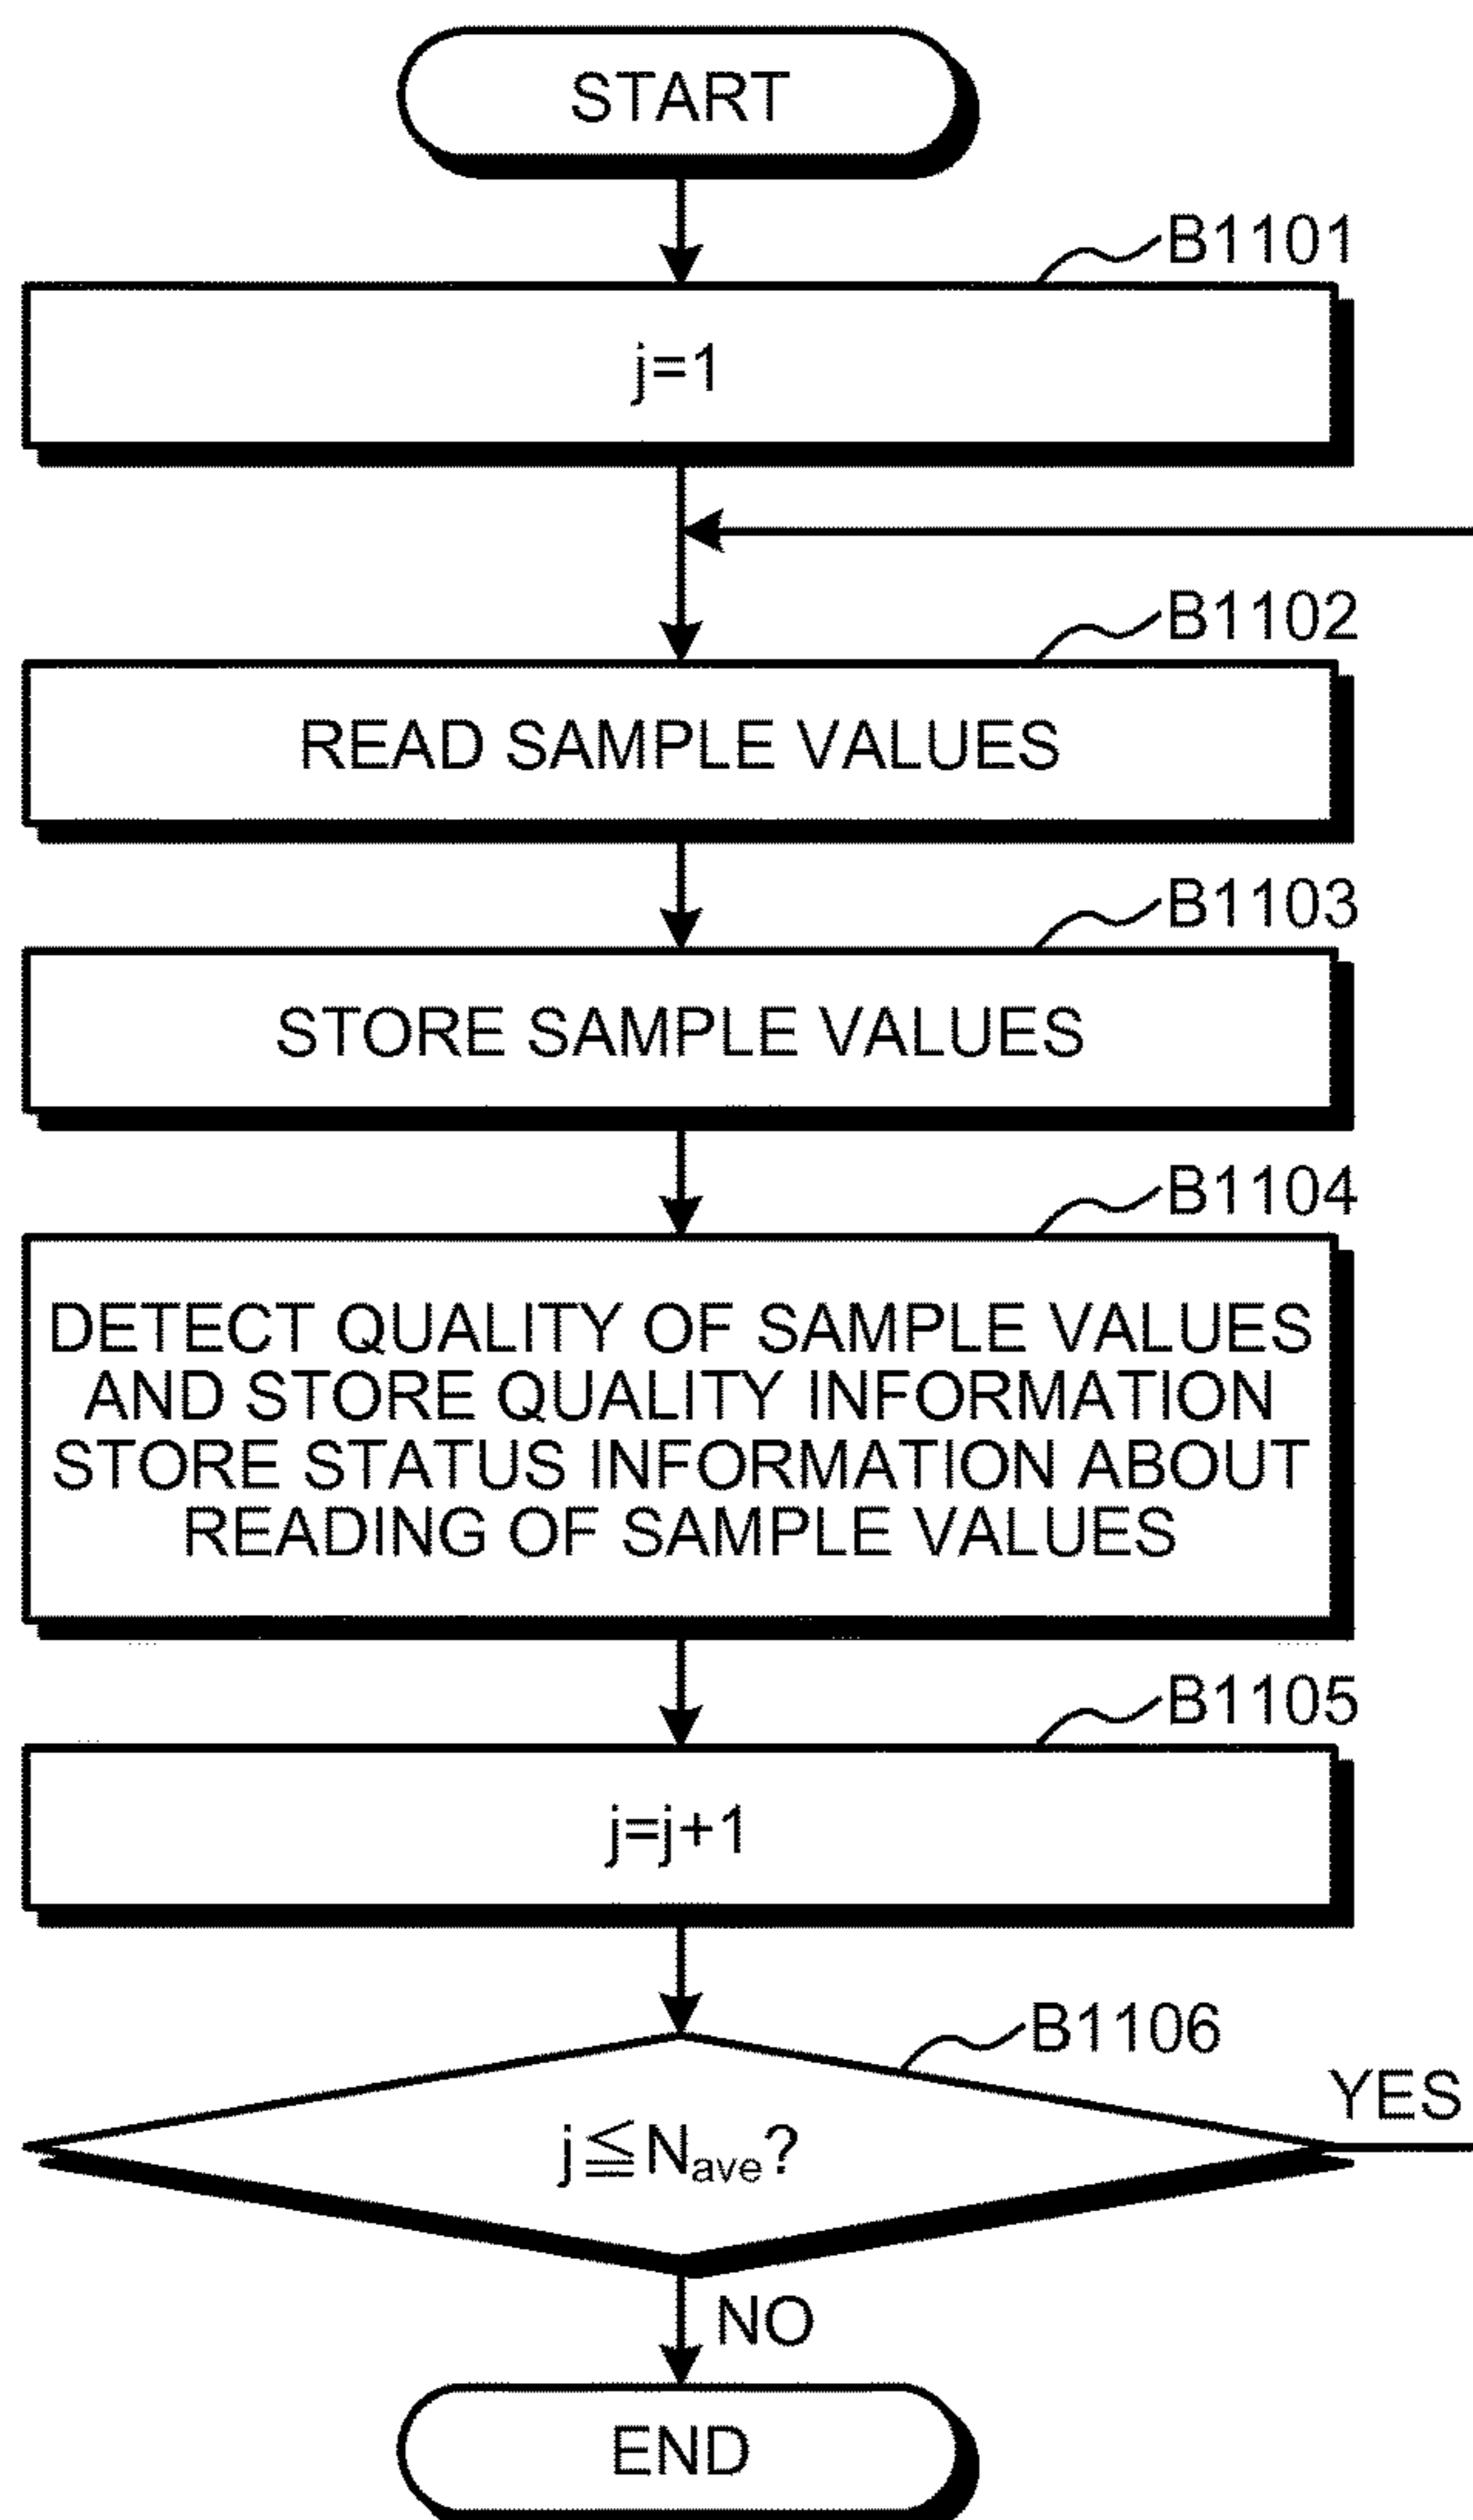 START
B1101
j=1
B1102
READ SAMPLE VALUES
B1103
STORE SAMPLE VALUES
B1104
DETECT QUALITY OF SAMPLE VALUES
AND STORE QUALITY INFORMATION
STORE STATUS INFORMATION ABOUT
READING OF SAMPLE VALUES
B1105
j=j+1
B1106
YES
j≦Nave?
NO
END